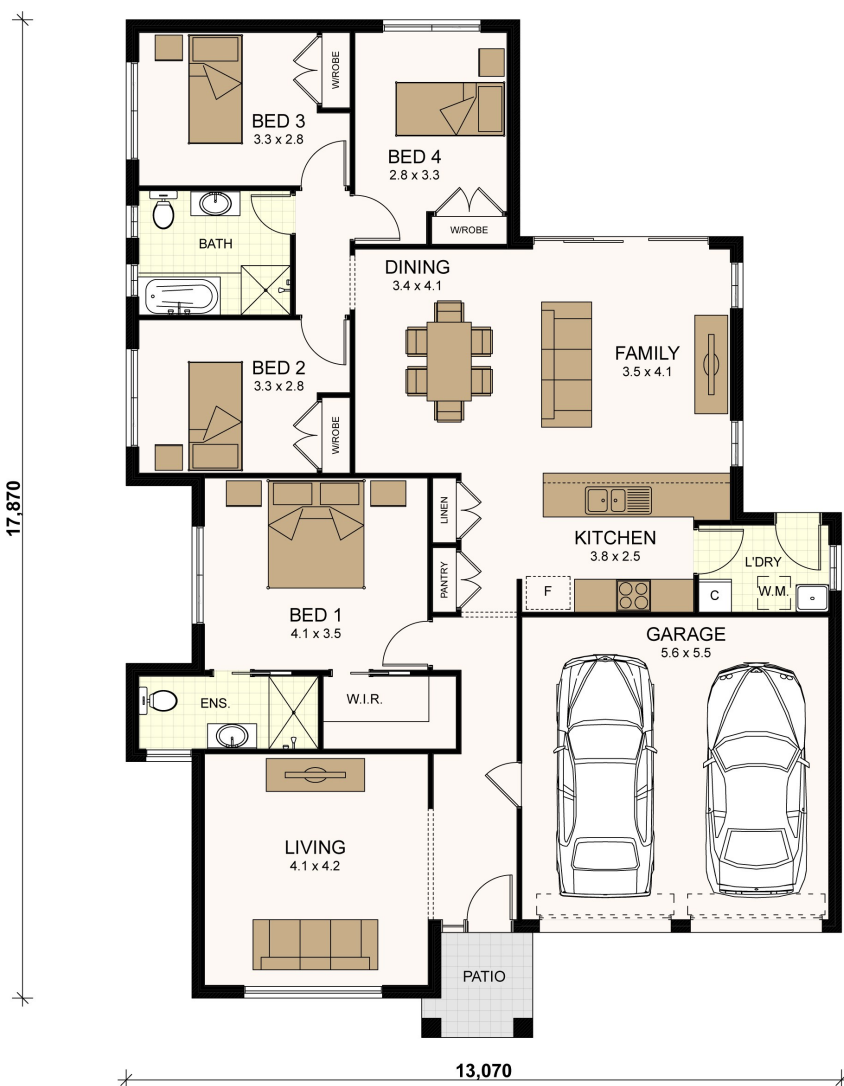 BED 3
3.3 x 2.8
W/ROBE
BED 4
2.8 x 3.3
W/ROBE
BATH
DINING
3.4 x 4.1
FAMILY
3.5 x 4.1
BED 2
3.3 x 2.8
W/ROBE
17,870
LINEN
KITCHEN
3.8 x 2.5
PANTRY
F
L'DRY
C
W.M.
BED 1
4.1 x 3.5
GARAGE
5.6 x 5.5
ENS.
W.I.R.
LIVING
4.1 x 4.2
PATIO
13,070